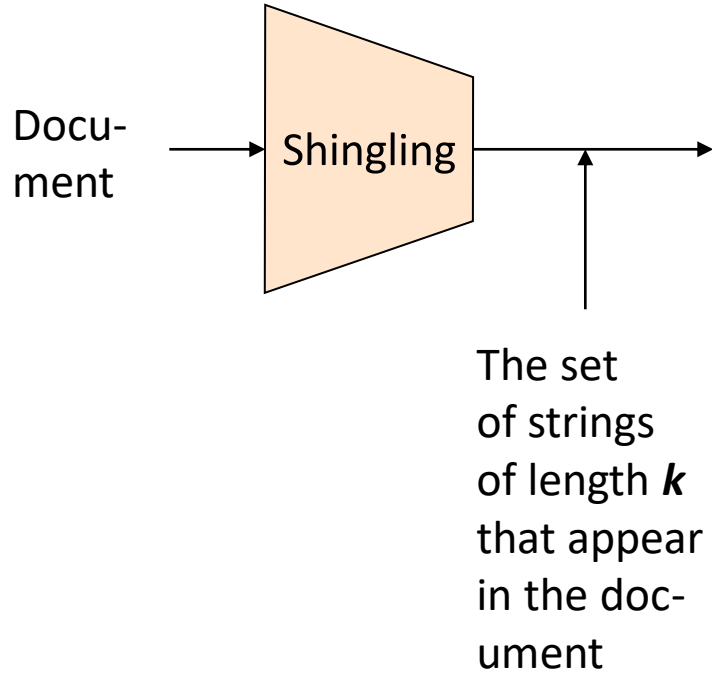 Docu-
ment
Shingling
The set
of strings
of length k
that appear
in the doc-
ument